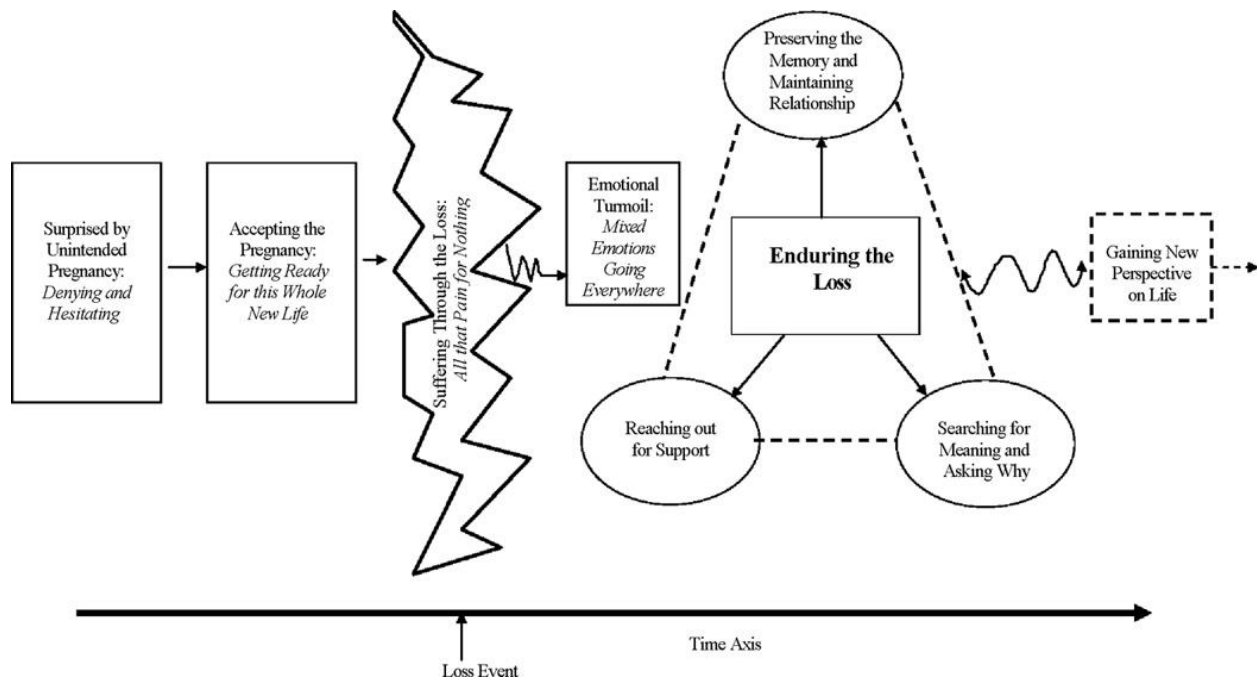 Surprised by
Unintended
Pregnancy:
Denying and
Hesitating
Accepting the
Pregnancy:
Getting Ready
for this Whole
New Life
Suffering Through the Loss:
All that Pain for Nothing
Emotional
Turmoil:
Mixed
Emotions
Going
Everywhere
Preserving the
Memory and
Maintaining
Relationship
Enduring the
Loss
Reaching out
for Support
Searching for
Meaning and
Asking Why
Gaining New
Perspective
on Life
Time Axis
Loss Event